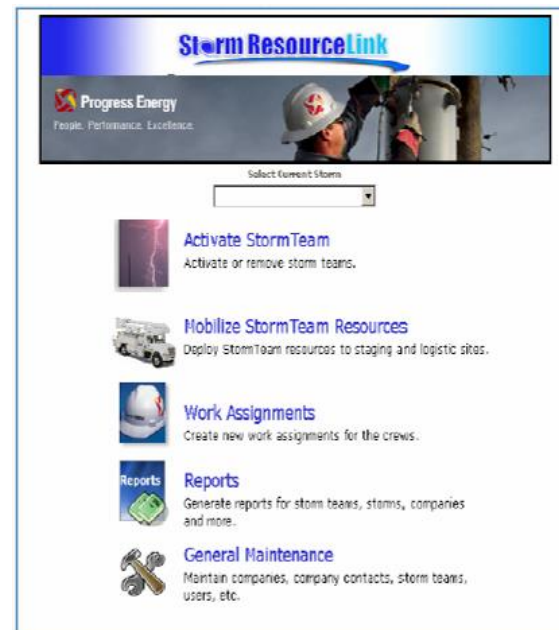 Storm ResourceLink
Progress Energy
People. Performance. Excellence.
Select Current Storm
Activate StormTeam
Activate or remove storm teams.
Mobilize StormTeam Resources
Deploy StormTeam resources to staging and logistic sites.
Work Assignments
Create new work assignments for the crews.
Reports
Reports
Generate reports for storm teams, storms, companies
and more.
General Maintenance
Maintain companies, company contacts, storm teams,
users, etc.